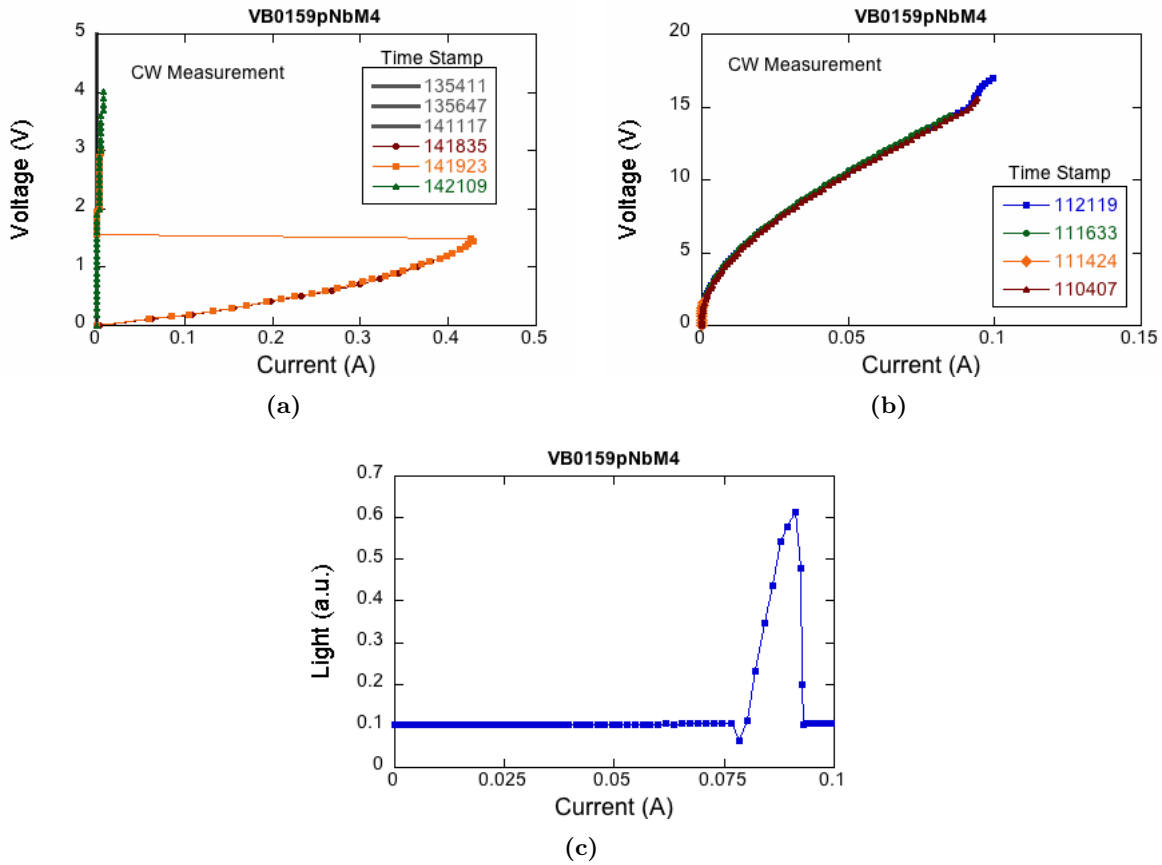 VB0159pNbM4
5
4
3
2
1
0
Voltage (V)
CW Measurement
Time Stamp
135411
135647
141117
141835
141923
142109
0 0.1 0.2 0.3 0.4 0.5
Current (A)
(a)
VB0159pNbM4
20
15
10
5
0
Voltage (V)
CW Measurement
Time Stamp
112119
111633
111424
110407
0 0.05 0.1 0.15
Current (A)
(b)
VB0159pNbM4
0.7
0.6
0.5
0.4
0.3
0.2
0.1
0
Light (a.u.)
0 0.025 0.05 0.075 0.1
Current (A)
(c)